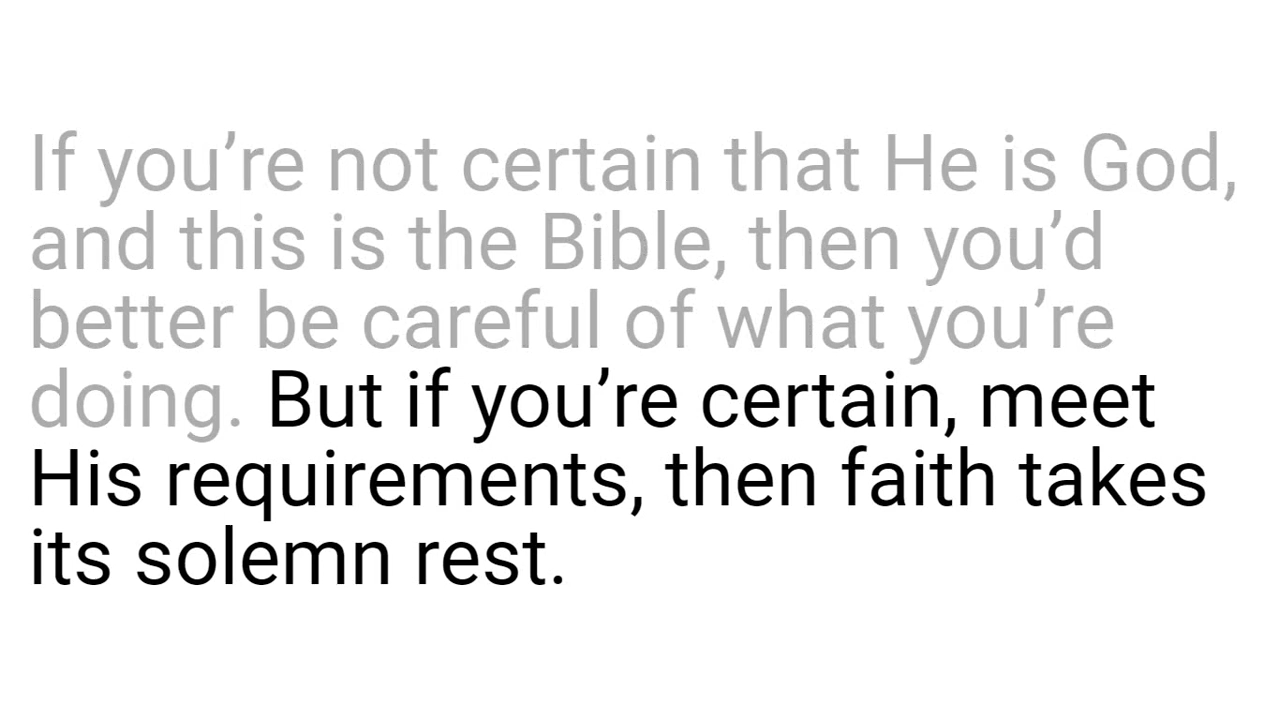 If you’re not certain that He is God,
and this is the Bible, then you’d
better be careful of what you’re
doing. But if you’re certain, meet
His requirements, then faith takes
its solemn rest.